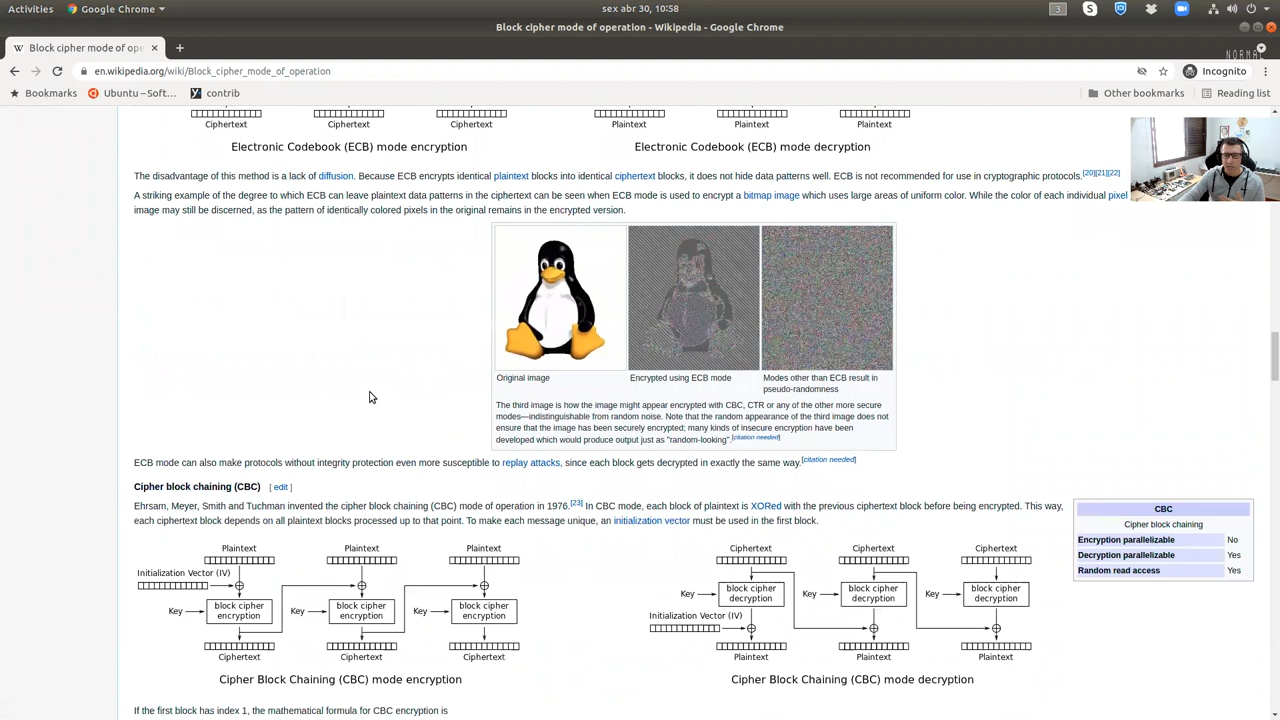 Activities Google Chrome sex abr 30, 10:58 3
Block cipher mode of operation - Wikipedia - Google Chrome
W Block cipher mode of ope × +
NORMAL
en.wikipedia.org/wiki/Block_cipher_mode_of_operation Incognito
Bookmarks Ubuntu – Soft... contrib Other bookmarks Reading list
Ciphertext Ciphertext Ciphertext Plaintext Plaintext Plaintext
Electronic Codebook (ECB) mode encryption Electronic Codebook (ECB) mode decryption
The disadvantage of this method is a lack of diffusion. Because ECB encrypts identical plaintext blocks into identical ciphertext blocks, it does not hide data patterns well. ECB is not recommended for use in cryptographic protocols.[20][21][22]
A striking example of the degree to which ECB can leave plaintext data patterns in the ciphertext can be seen when ECB mode is used to encrypt a bitmap image which uses large areas of uniform color. While the color of each individual pixel
image may still be discerned, as the pattern of identically colored pixels in the original remains in the encrypted version.
Original image Encrypted using ECB mode Modes other than ECB result in
pseudo-randomness
The third image is how the image might appear encrypted with CBC, CTR or any of the other more secure
modes—indistinguishable from random noise. Note that the random appearance of the third image does not
ensure that the image has been securely encrypted; many kinds of insecure encryption have been
developed which would produce output just as "random-looking".[citation needed]
ECB mode can also make protocols without integrity protection even more susceptible to replay attacks, since each block gets decrypted in exactly the same way.[citation needed]
Cipher block chaining (CBC) [ edit ]
Ehrsam, Meyer, Smith and Tuchman invented the cipher block chaining (CBC) mode of operation in 1976.[23] In CBC mode, each block of plaintext is XORed with the previous ciphertext block before being encrypted. This way,
each ciphertext block depends on all plaintext blocks processed up to that point. To make each message unique, an initialization vector must be used in the first block.
CBC
Cipher block chaining
Encryption parallelizable No
Decryption parallelizable Yes
Random read access Yes
Plaintext Plaintext Plaintext
Initialization Vector (IV)
Key block cipher encryption Key block cipher encryption Key block cipher encryption
Ciphertext Ciphertext Ciphertext
Cipher Block Chaining (CBC) mode encryption
Ciphertext Ciphertext Ciphertext
Key block cipher decryption Key block cipher decryption Key block cipher decryption
Initialization Vector (IV)
Plaintext Plaintext Plaintext
Cipher Block Chaining (CBC) mode decryption
If the first block has index 1, the mathematical formula for CBC encryption is